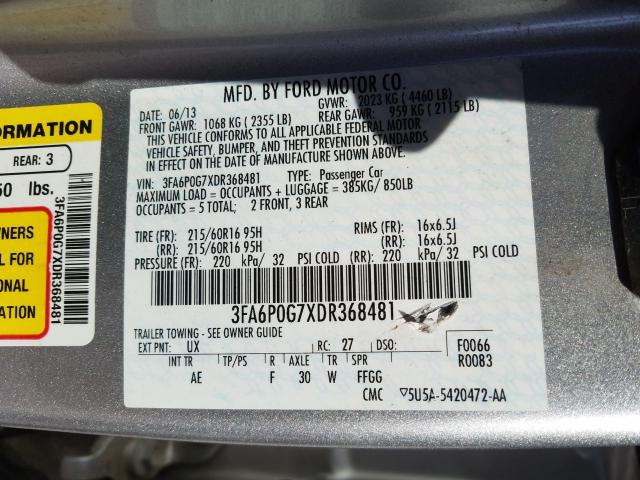 MFD. BY FORD MOTOR CO.
DATE: 06/13
GVWR: 2023 KG ( 4460 LB)
FRONT GAWR: 1068 KG ( 2355 LB)
REAR GAWR: 959 KG ( 2115 LB)
THIS VEHICLE CONFORMS TO ALL APPLICABLE FEDERAL MOTOR
VEHICLE SAFETY, BUMPER, AND THEFT PREVENTION STANDARDS
IN EFFECT ON THE DATE OF MANUFACTURE SHOWN ABOVE.
VIN: 3FA6P0G7XDR368481 TYPE: Passenger Car
MAXIMUM LOAD = OCCUPANTS + LUGGAGE = 385KG/ 850LB
OCCUPANTS = 5 TOTAL; 2 FRONT, 3 REAR
TIRE (FR): 215/60R16 95H RIMS (FR): 16x6.5J
(RR): 215/60R16 95H (RR): 16x6.5J
PRESSURE (FR): 220 kPa/ 32 PSI COLD (RR): 220 kPa/ 32 PSI COLD
3FA6P0G7XDR368481
TRAILER TOWING - SEE OWNER GUIDE
EXT PNT: UX RC: 27 DSO: F0066
R0083
INT TR TP/PS R AXLE TR SPR
AE F 30 W FFGG
CMC 5U5A-5420472-AA
ORMATION
REAR: 3
50 lbs.
WNERS
L FOR
ONAL
MATION
3FA6P0G7XDR368481